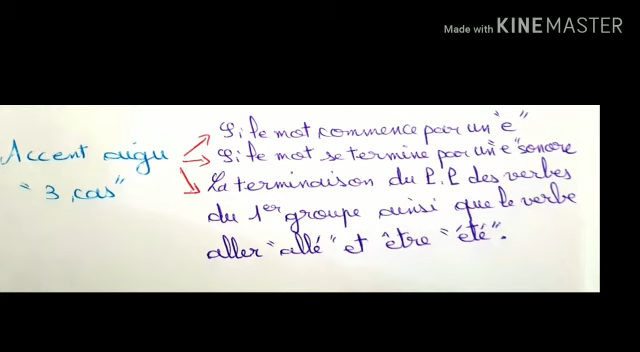 Made with KINEMASTER
Si le mot commence par un "e"
Accent aigu
Si le mot se termine par un "e" sonore
"3 cas"
La terminaison du P.P des verbes
du 1er groupe ainsi que le verbe
aller "allé" et être "été".